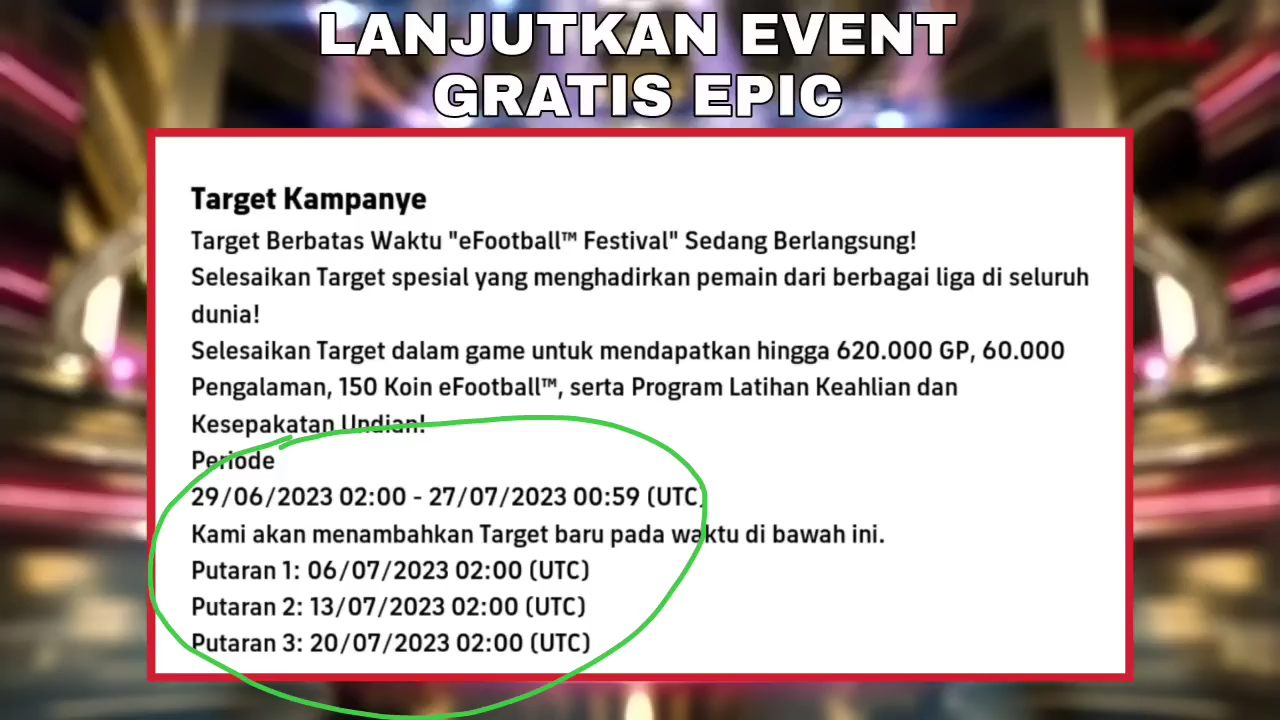 LANJUTKAN EVENT
GRATIS EPIC
Target Kampanye
Target Berbatas Waktu "eFootball™ Festival" Sedang Berlangsung!
Selesaikan Target spesial yang menghadirkan pemain dari berbagai liga di seluruh
dunia!
Selesaikan Target dalam game untuk mendapatkan hingga 620.000 GP, 60.000
Pengalaman, 150 Koin eFootball™, serta Program Latihan Keahlian dan
Kesepakatan Undian!
Periode
29/06/2023 02:00 - 27/07/2023 00:59 (UTC)
Kami akan menambahkan Target baru pada waktu di bawah ini.
Putaran 1: 06/07/2023 02:00 (UTC)
Putaran 2: 13/07/2023 02:00 (UTC)
Putaran 3: 20/07/2023 02:00 (UTC)